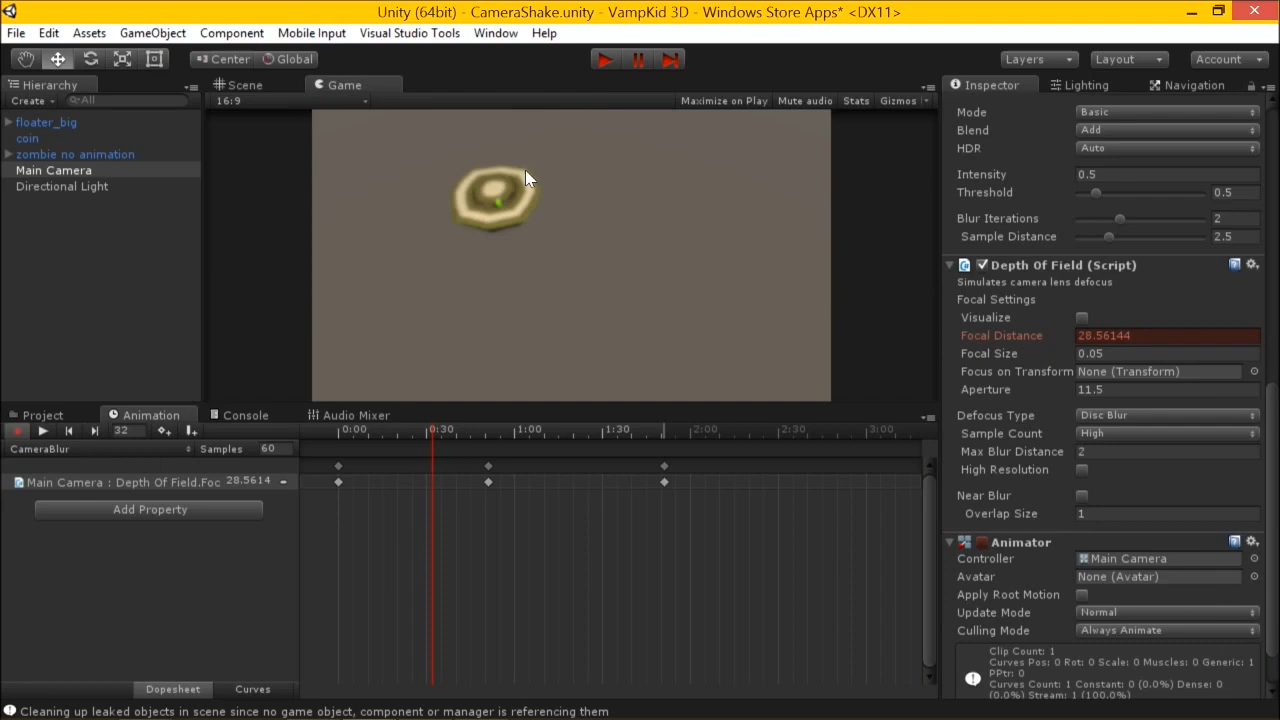 Unity (64bit) - CameraShake.unity - VampKid 3D - Windows Store Apps* <DX11>
File Edit Assets GameObject Component Mobile Input Visual Studio Tools Window Help
Center Global Layers Layout Account
Hierarchy Scene Game Inspector Lighting Navigation
Create All 16:9 Maximize on Play Mute audio Stats Gizmos
floater_big
coin
zombie no animation
Main Camera
Directional Light
Mode Basic
Blend Add
HDR Auto
Intensity 0.5
Threshold 0.5
Blur Iterations 2
Sample Distance 2.5
Depth Of Field (Script)
Simulates camera lens defocus
Focal Settings
Visualize
Focal Distance 28.56144
Focal Size 0.05
Focus on Transform None (Transform)
Aperture 11.5
Defocus Type Disc Blur
Sample Count High
Max Blur Distance 2
High Resolution
Near Blur
Overlap Size 1
Animator
Controller Main Camera
Avatar None (Avatar)
Apply Root Motion
Update Mode Normal
Culling Mode Always Animate
Clip Count: 1
Curves Pos: 0 Rot: 0 Scale: 0 Muscles: 0 Generic: 1
PPtr: 0
Curves Count: 1 Constant: 0 (0.0%) Dense: 0
(0.0%) Stream: 1 (100.0%)
Project Animation Console Audio Mixer
32 0:00 0:30 1:00 1:30 2:00 2:30 3:00
CameraBlur Samples 60
Main Camera : Depth Of Field.Foc 28.5614
Add Property
Dopesheet Curves
Cleaning up leaked objects in scene since no game object, component or manager is referencing them